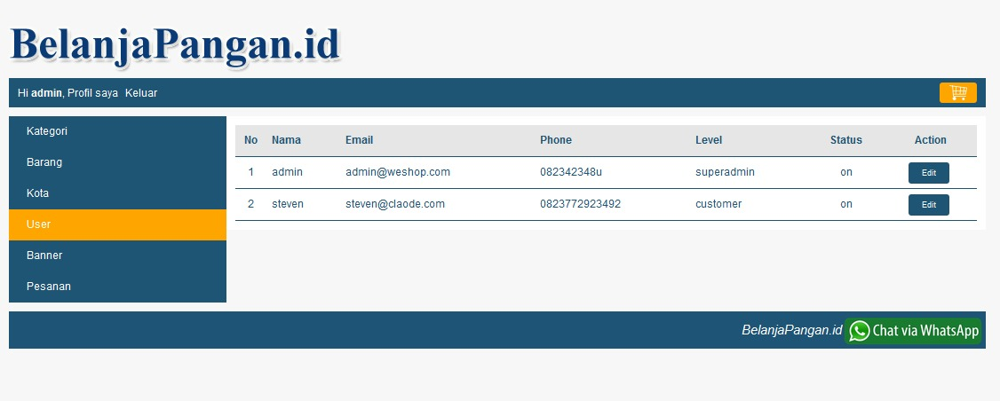 BelanjaPangan.id
Hi admin, Profil saya Keluar
Kategori
Barang
Kota
User
Banner
Pesanan
No Nama Email Phone Level Status Action
1 admin admin@weshop.com 082342348u superadmin on Edit
2 steven steven@claode.com 0823772923492 customer on Edit
BelanjaPangan.id Chat via WhatsApp